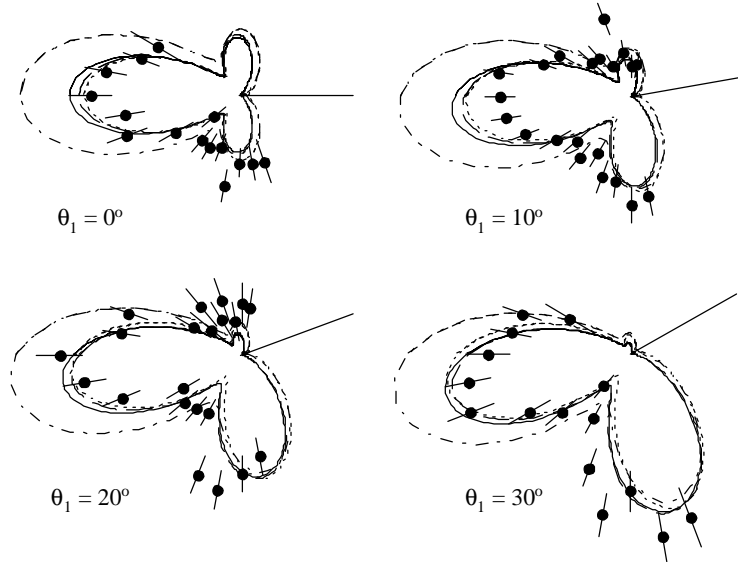 θ₁ = 0º
θ₁ = 10º
θ₁ = 20º
θ₁ = 30º